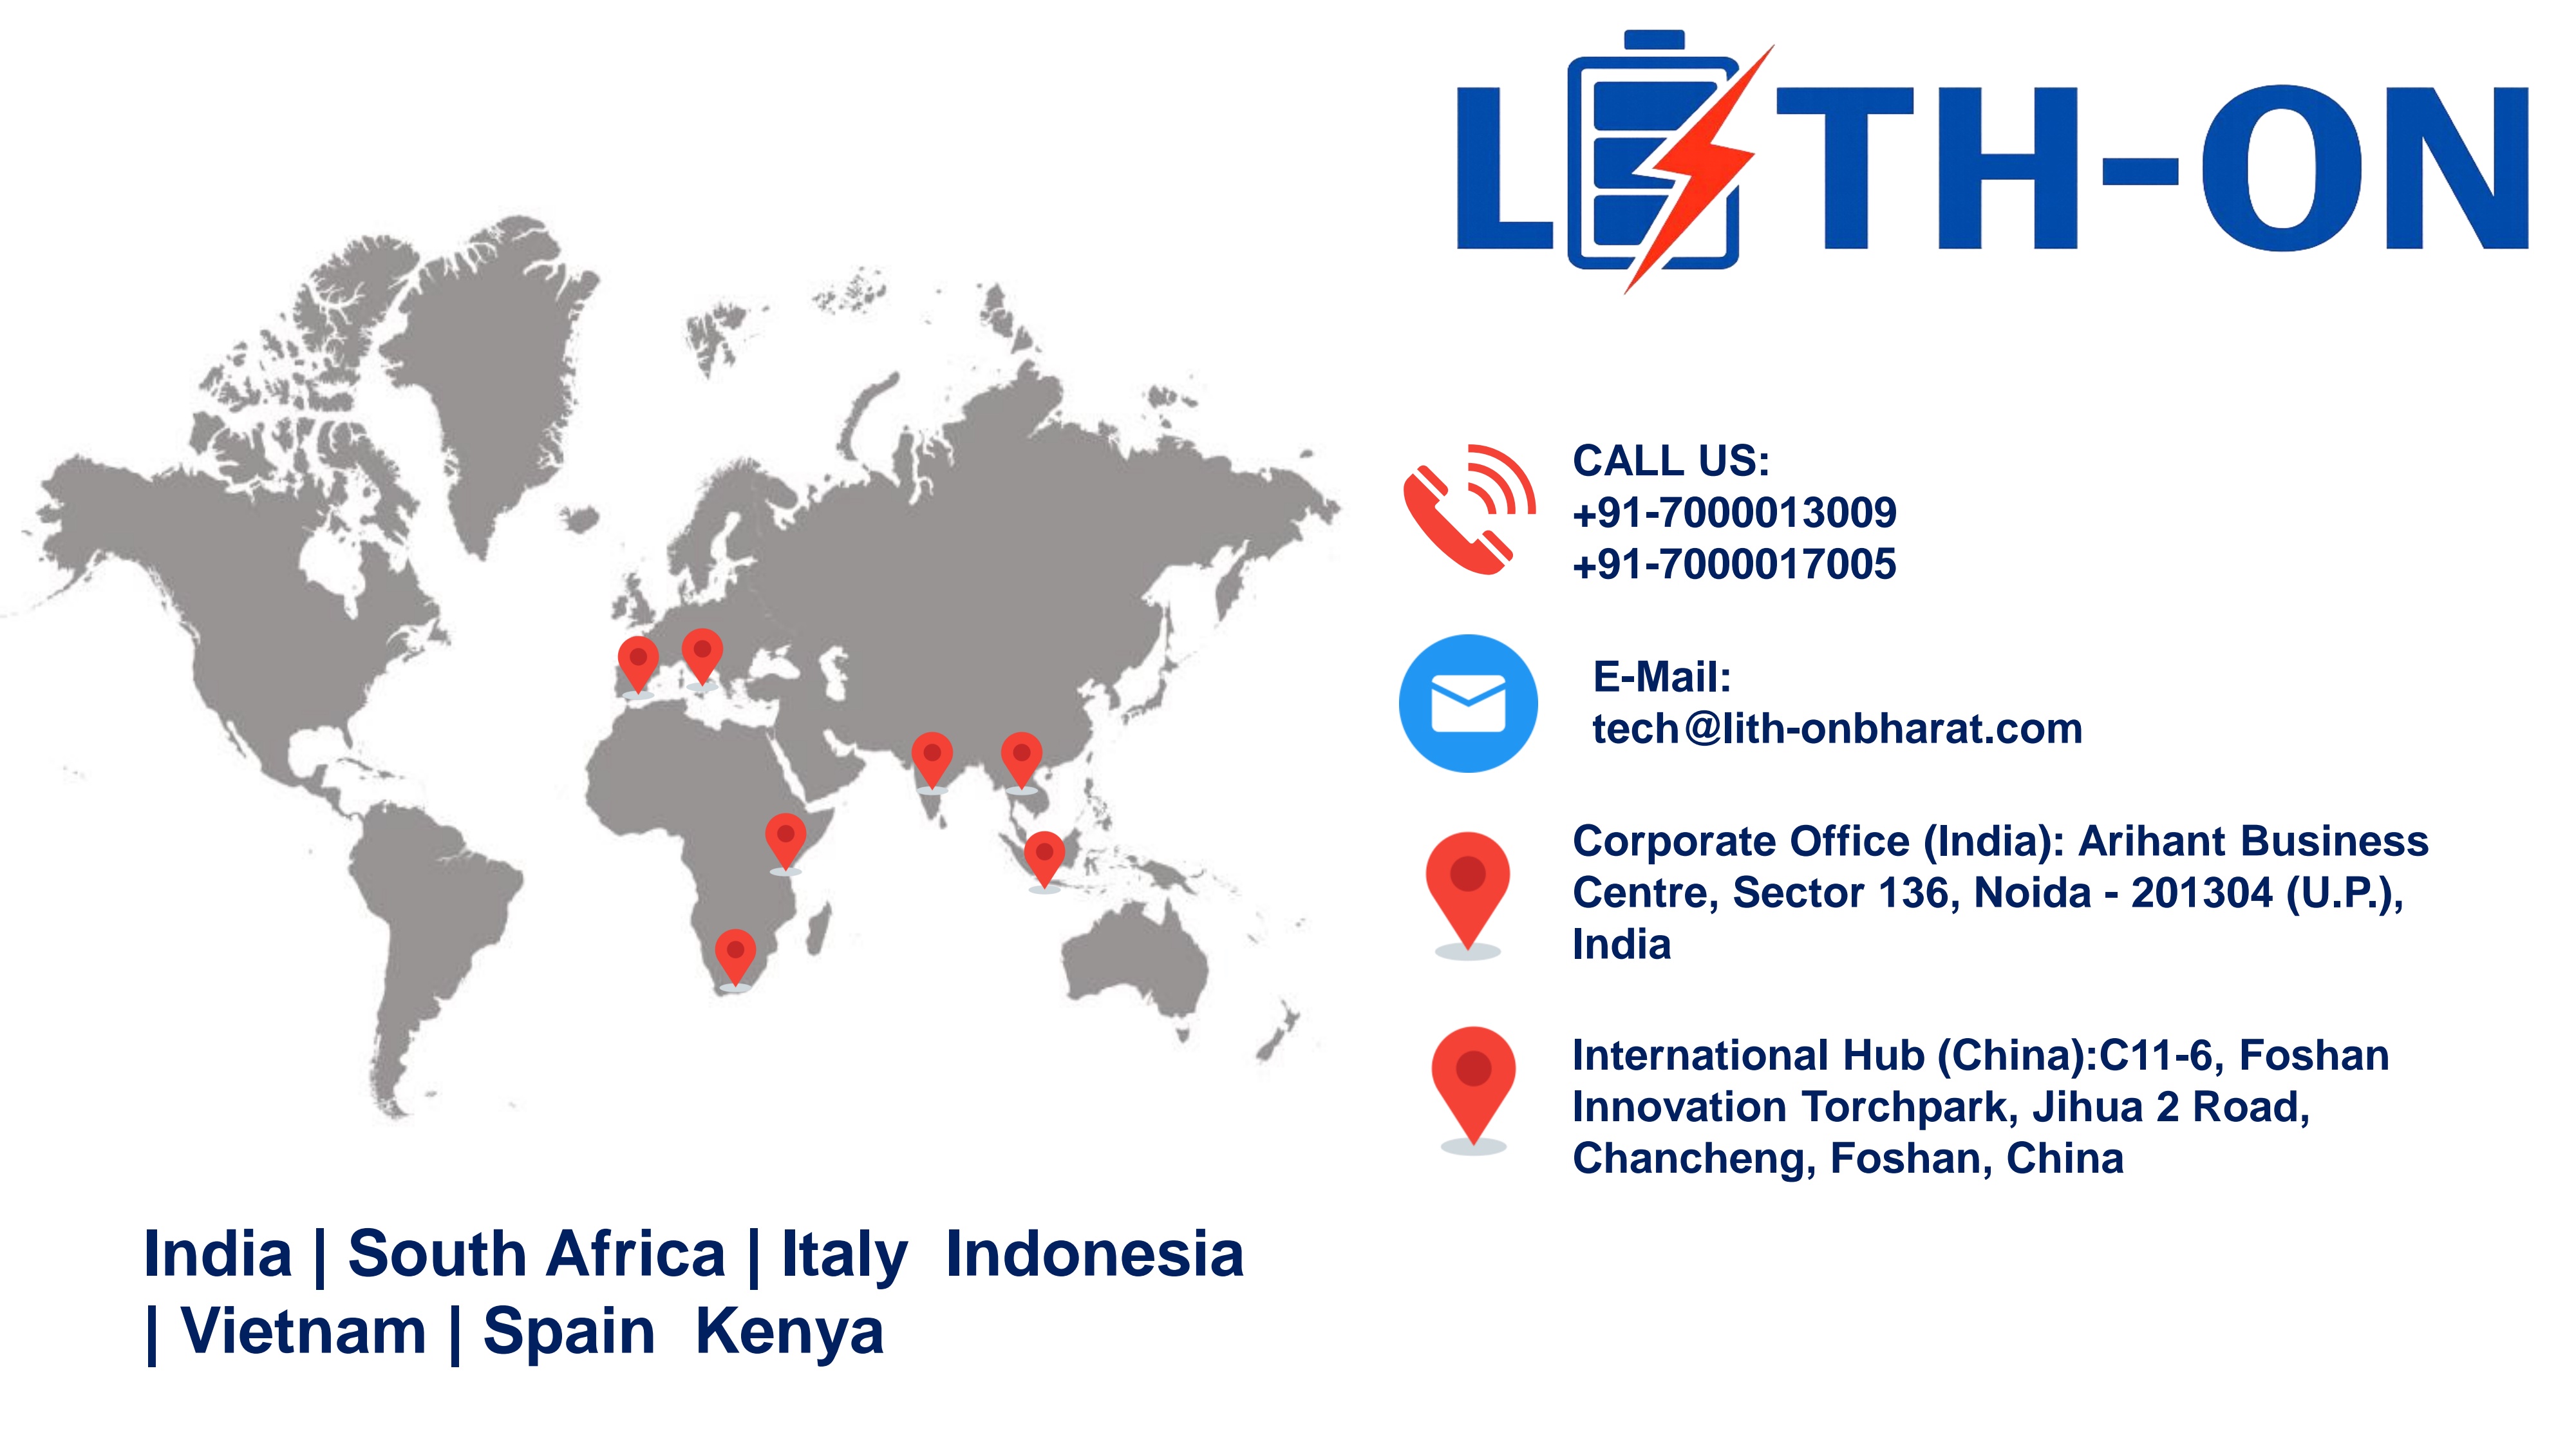 LITH-ON
CALL US:
+91-7000013009
+91-7000017005
E-Mail:
tech@lith-onbharat.com
Corporate Office (India): Arihant Business
Centre, Sector 136, Noida - 201304 (U.P.),
India
International Hub (China):C11-6, Foshan
Innovation Torchpark, Jihua 2 Road,
Chancheng, Foshan, China
India | South Africa | Italy  Indonesia
| Vietnam | Spain  Kenya